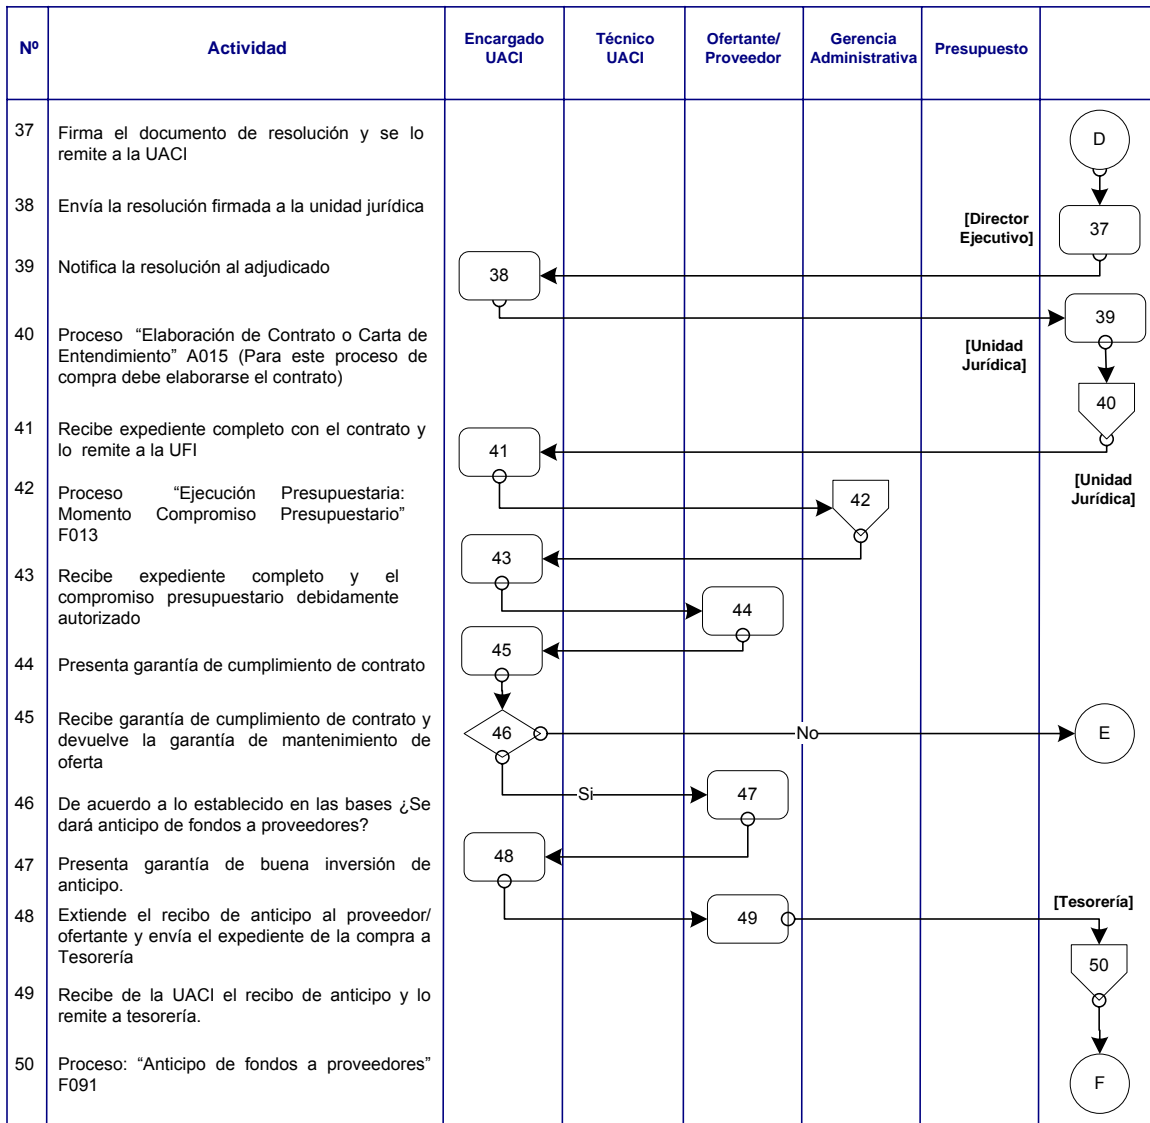 Nº
Actividad
Encargado
UACI
Técnico
UACI
Ofertante/
Proveedor
Gerencia
Administrativa
Presupuesto
37
Firma el documento de resolución y se lo
remite a la UACI
38
Envía la resolución firmada a la unidad jurídica
39
Notifica la resolución al adjudicado
40
Proceso “Elaboración de Contrato o Carta de
Entendimiento” A015 (Para este proceso de
compra debe elaborarse el contrato)
41
Recibe expediente completo con el contrato y
lo remite a la UFI
42
Proceso “Ejecución Presupuestaria:
Momento Compromiso Presupuestario”
F013
43
Recibe expediente completo y el
compromiso presupuestario debidamente
autorizado
44
Presenta garantía de cumplimiento de contrato
45
Recibe garantía de cumplimiento de contrato y
devuelve la garantía de mantenimiento de
oferta
46
De acuerdo a lo establecido en las bases ¿Se
dará anticipo de fondos a proveedores?
47
Presenta garantía de buena inversión de
anticipo.
48
Extiende el recibo de anticipo al proveedor/
ofertante y envía el expediente de la compra a
Tesorería
49
Recibe de la UACI el recibo de anticipo y lo
remite a tesorería.
50
Proceso: “Anticipo de fondos a proveedores”
F091
D
[Director
Ejecutivo]
37
38
39
[Unidad
Jurídica]
40
41
[Unidad
Jurídica]
42
43
44
45
46
No
E
Si
47
48
49
[Tesorería]
50
F